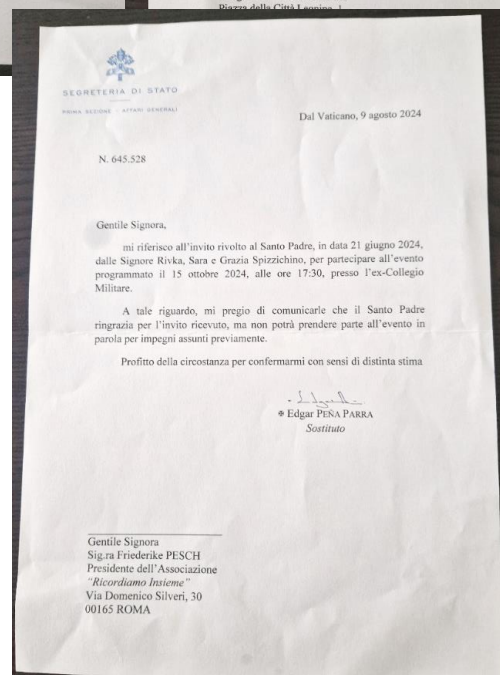 Piazza della Città Leonina, 1
SEGRETERIA DI STATO
PRIMA SEZIONE - AFFARI GENERALI
Dal Vaticano, 9 agosto 2024
N. 645.528
Gentile Signora,
mi riferisco all'invito rivolto al Santo Padre, in data 21 giugno 2024,
dalle Signore Rivka, Sara e Grazia Spizzichino, per partecipare all'evento
programmato il 15 ottobre 2024, alle ore 17:30, presso l'ex-Collegio
Militare.
A tale riguardo, mi pregio di comunicarle che il Santo Padre
ringrazia per l'invito ricevuto, ma non potrà prendere parte all'evento in
parola per impegni assunti previamente.
Profitto della circostanza per confermarmi con sensi di distinta stima
✠ Edgar PEÑA PARRA
Sostituto
Gentile Signora
Sig.ra Friederike PESCH
Presidente dell'Associazione
"Ricordiamo Insieme"
Via Domenico Silveri, 30
00165 ROMA